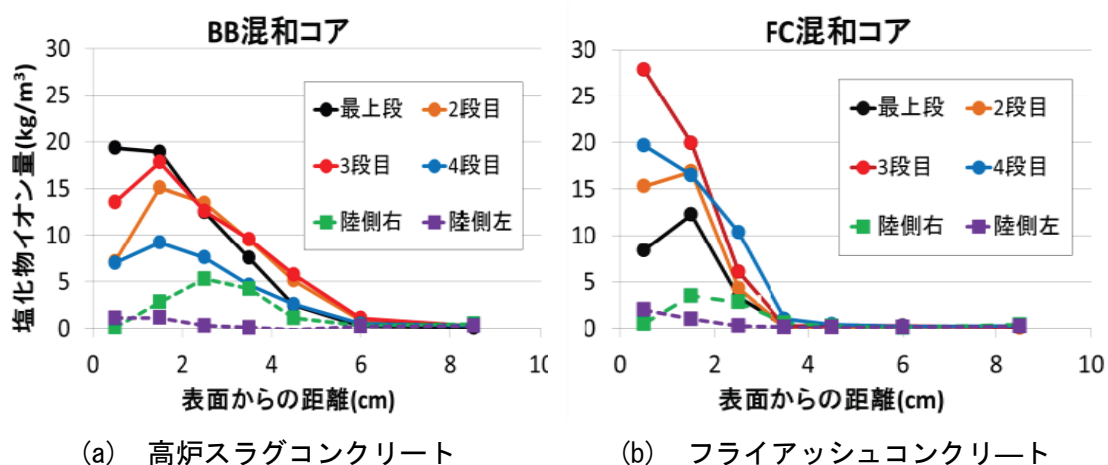 BB混和コア
塩化物イオン量(kg/m³)
30
25
20
15
10
5
0
最上段
2段目
3段目
4段目
陸側右
陸側左
0
2
4
6
8
10
表面からの距離(cm)
(a) 高炉スラグコンクリート
FC混和コア
30
25
20
15
10
5
0
最上段
2段目
3段目
4段目
陸側右
陸側左
0
2
4
6
8
10
表面からの距離(cm)
(b) フライアッシュコンクリ―ト